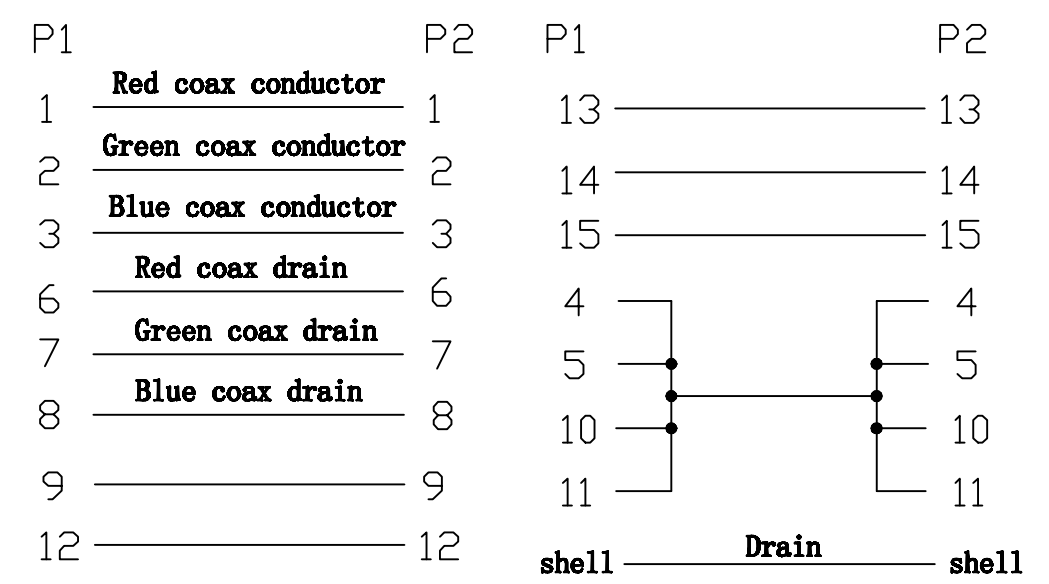 P1 P2
Red coax conductor
1 1
Green coax conductor
2 2
Blue coax conductor
3 3
Red coax drain
6 6
Green coax drain
7 7
Blue coax drain
8 8
9 9
12 12
P1 P2
13 13
14 14
15 15
4 4
5 5
10 10
11 11
Drain
shell shell